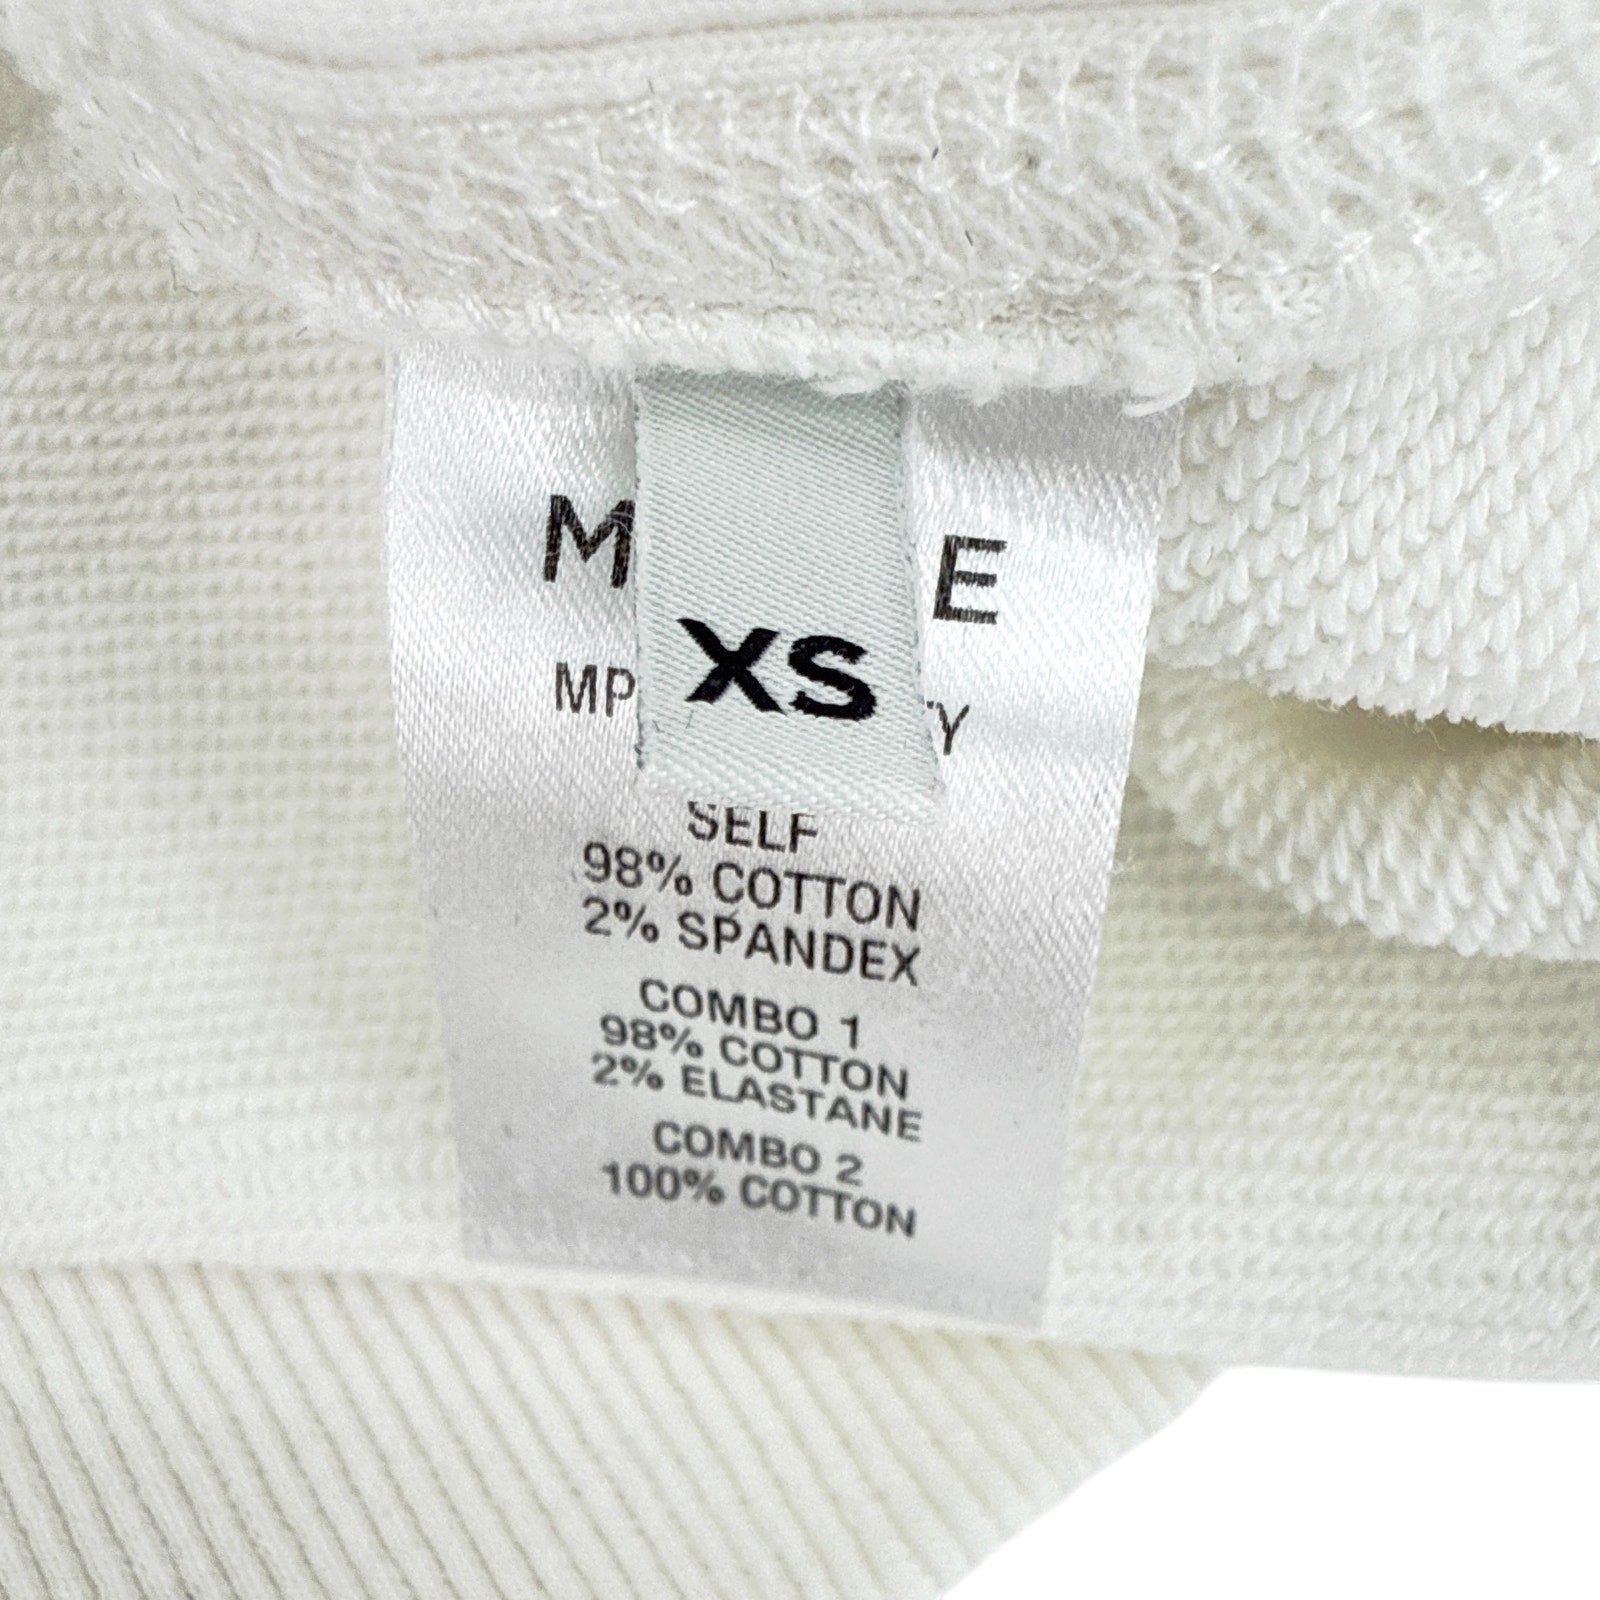 XS
SELF
98% COTTON
2% SPANDEX
COMBO 1
98% COTTON
2% ELASTANE
COMBO 2
100% COTTON